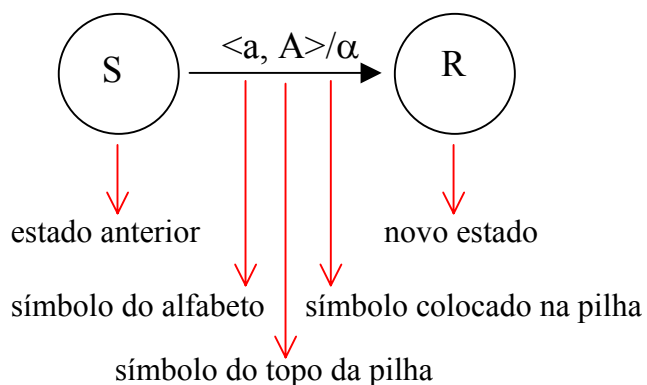 <a, A>/α
S
R
estado anterior
novo estado
símbolo do alfabeto
símbolo colocado na pilha
símbolo do topo da pilha